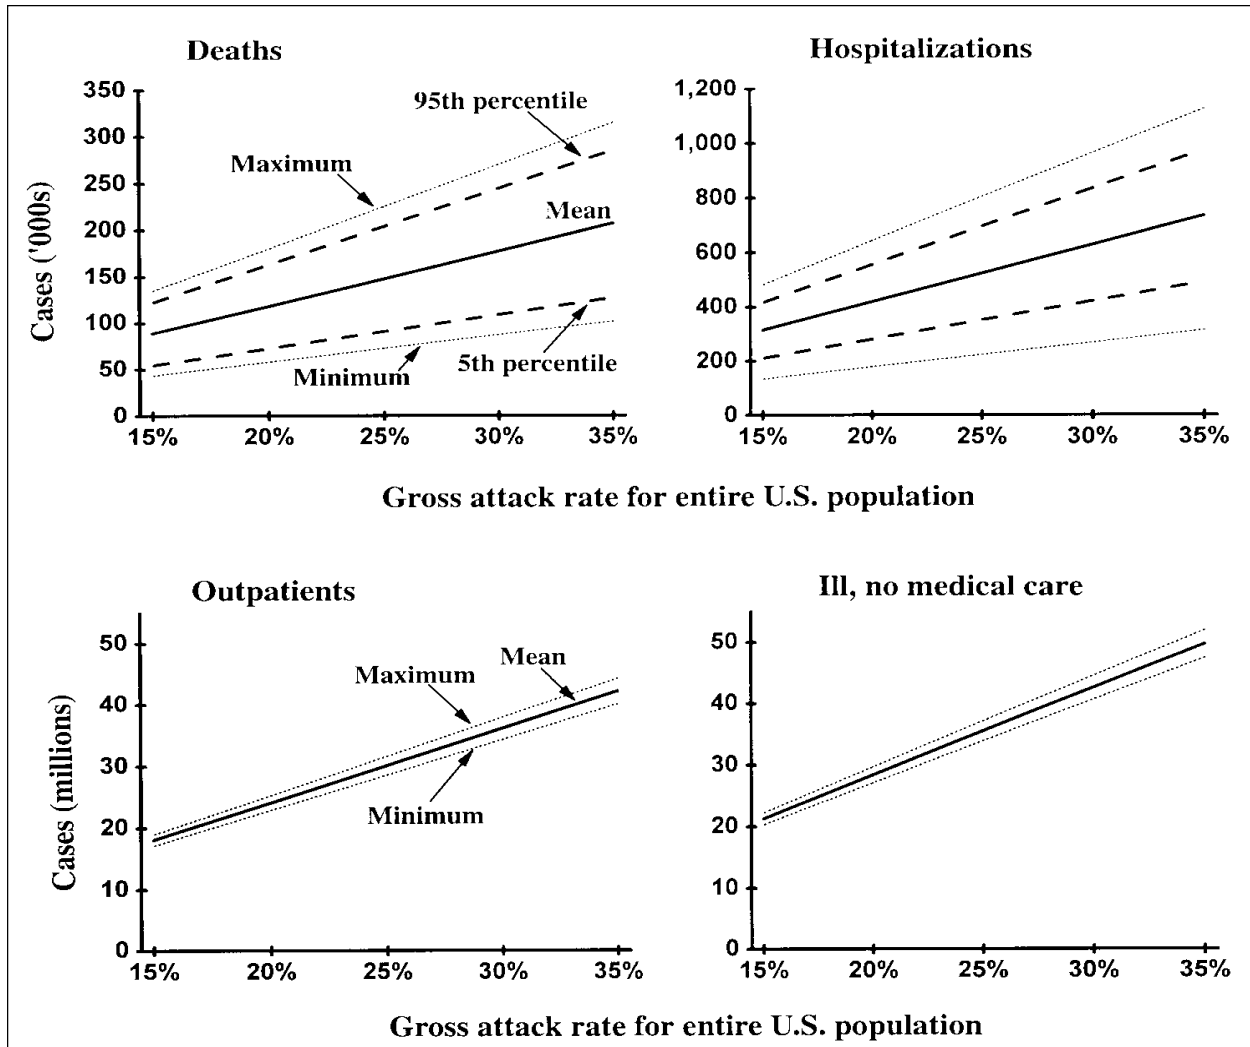 Deaths
350
300
250
200
150
100
50
0
15% 20% 25% 30% 35%
Cases ('000s)
95th percentile
Maximum
Mean
Minimum
5th percentile
Hospitalizations
1,200
1,000
800
600
400
200
0
15% 20% 25% 30% 35%
Gross attack rate for entire U.S. population
Outpatients
50
40
30
20
10
0
15% 20% 25% 30% 35%
Cases (millions)
Maximum
Mean
Minimum
Ill, no medical care
50
40
30
20
10
0
15% 20% 25% 30% 35%
Gross attack rate for entire U.S. population